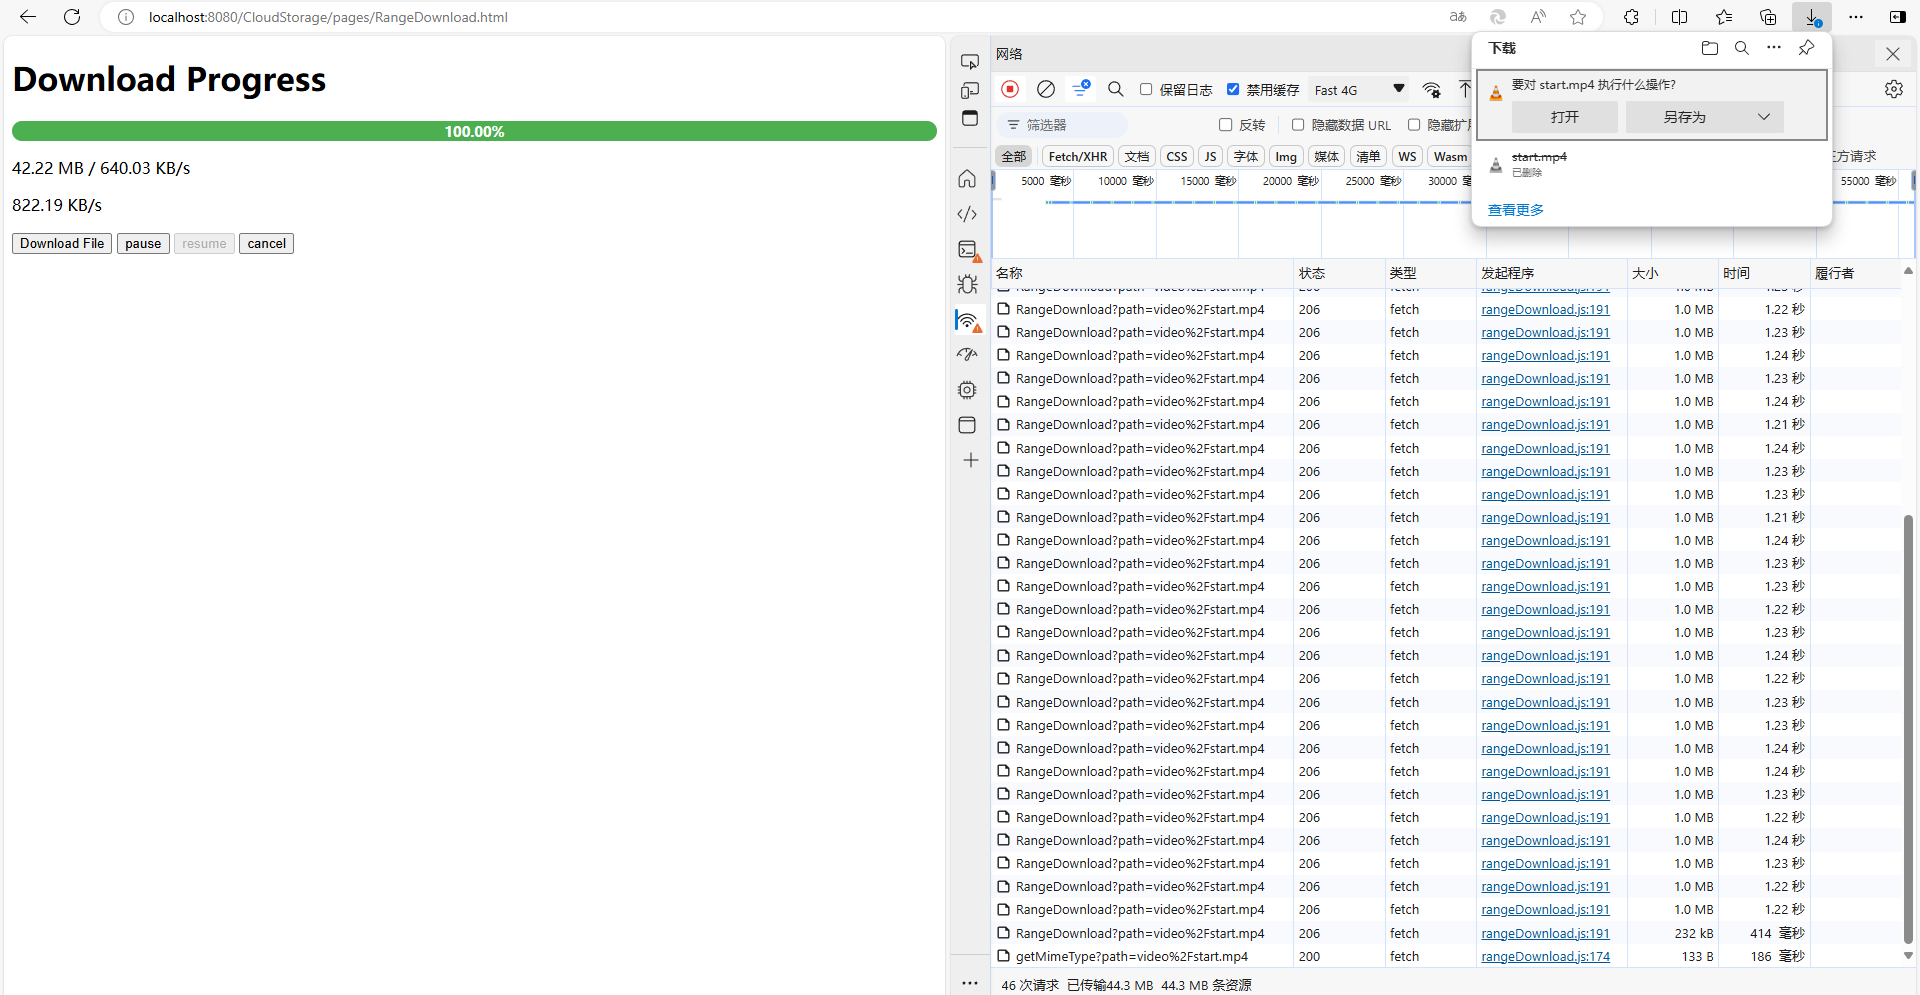 localhost:8080/CloudStorage/pages/RangeDownload.html
Download Progress
100.00%
42.22 MB / 640.03 KB/s
822.19 KB/s
Download File pause resume cancel
网络
保留日志 禁用缓存 Fast 4G
筛选器 反转 隐藏数据 URL 隐藏扩
全部 Fetch/XHR 文档 CSS JS 字体 Img 媒体 清单 WS Wasm 方请求
5000 毫秒 10000 毫秒 15000 毫秒 20000 毫秒 25000 毫秒 30000 55000 毫秒
下载
要对 start.mp4 执行什么操作?
打开 另存为
start.mp4
已删除
查看更多
名称 状态 类型 发起程序 大小 时间 履行者
RangeDownload?path=video%2Fstart.mp4 206 fetch rangeDownload.js:191 1.0 MB 1.23 秒
RangeDownload?path=video%2Fstart.mp4 206 fetch rangeDownload.js:191 1.0 MB 1.22 秒
RangeDownload?path=video%2Fstart.mp4 206 fetch rangeDownload.js:191 1.0 MB 1.23 秒
RangeDownload?path=video%2Fstart.mp4 206 fetch rangeDownload.js:191 1.0 MB 1.24 秒
RangeDownload?path=video%2Fstart.mp4 206 fetch rangeDownload.js:191 1.0 MB 1.23 秒
RangeDownload?path=video%2Fstart.mp4 206 fetch rangeDownload.js:191 1.0 MB 1.24 秒
RangeDownload?path=video%2Fstart.mp4 206 fetch rangeDownload.js:191 1.0 MB 1.21 秒
RangeDownload?path=video%2Fstart.mp4 206 fetch rangeDownload.js:191 1.0 MB 1.24 秒
RangeDownload?path=video%2Fstart.mp4 206 fetch rangeDownload.js:191 1.0 MB 1.23 秒
RangeDownload?path=video%2Fstart.mp4 206 fetch rangeDownload.js:191 1.0 MB 1.23 秒
RangeDownload?path=video%2Fstart.mp4 206 fetch rangeDownload.js:191 1.0 MB 1.21 秒
RangeDownload?path=video%2Fstart.mp4 206 fetch rangeDownload.js:191 1.0 MB 1.24 秒
RangeDownload?path=video%2Fstart.mp4 206 fetch rangeDownload.js:191 1.0 MB 1.23 秒
RangeDownload?path=video%2Fstart.mp4 206 fetch rangeDownload.js:191 1.0 MB 1.23 秒
RangeDownload?path=video%2Fstart.mp4 206 fetch rangeDownload.js:191 1.0 MB 1.22 秒
RangeDownload?path=video%2Fstart.mp4 206 fetch rangeDownload.js:191 1.0 MB 1.23 秒
RangeDownload?path=video%2Fstart.mp4 206 fetch rangeDownload.js:191 1.0 MB 1.24 秒
RangeDownload?path=video%2Fstart.mp4 206 fetch rangeDownload.js:191 1.0 MB 1.22 秒
RangeDownload?path=video%2Fstart.mp4 206 fetch rangeDownload.js:191 1.0 MB 1.23 秒
RangeDownload?path=video%2Fstart.mp4 206 fetch rangeDownload.js:191 1.0 MB 1.23 秒
RangeDownload?path=video%2Fstart.mp4 206 fetch rangeDownload.js:191 1.0 MB 1.24 秒
RangeDownload?path=video%2Fstart.mp4 206 fetch rangeDownload.js:191 1.0 MB 1.24 秒
RangeDownload?path=video%2Fstart.mp4 206 fetch rangeDownload.js:191 1.0 MB 1.23 秒
RangeDownload?path=video%2Fstart.mp4 206 fetch rangeDownload.js:191 1.0 MB 1.22 秒
RangeDownload?path=video%2Fstart.mp4 206 fetch rangeDownload.js:191 1.0 MB 1.24 秒
RangeDownload?path=video%2Fstart.mp4 206 fetch rangeDownload.js:191 1.0 MB 1.23 秒
RangeDownload?path=video%2Fstart.mp4 206 fetch rangeDownload.js:191 1.0 MB 1.22 秒
RangeDownload?path=video%2Fstart.mp4 206 fetch rangeDownload.js:191 1.0 MB 1.22 秒
RangeDownload?path=video%2Fstart.mp4 206 fetch rangeDownload.js:191 232 kB 414 毫秒
getMimeType?path=video%2Fstart.mp4 200 fetch rangeDownload.js:174 133 B 186 毫秒
46 次请求 已传输44.3 MB 44.3 MB 条资源